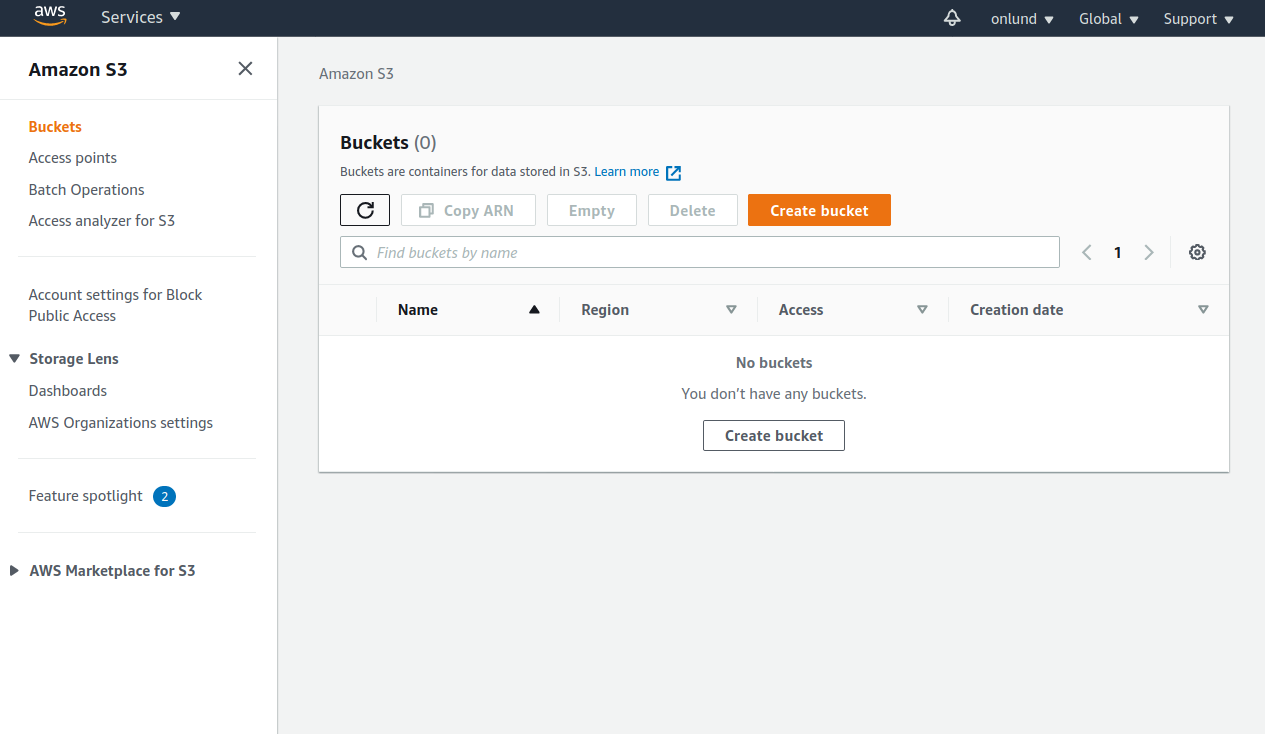 aws
Services
onlund
Global
Support
Amazon S3
Buckets
Access points
Batch Operations
Access analyzer for S3
Account settings for Block
Public Access
Storage Lens
Dashboards
AWS Organizations settings
Feature spotlight 2
AWS Marketplace for S3
Amazon S3
Buckets (0)
Buckets are containers for data stored in S3. Learn more
Copy ARN
Empty
Delete
Create bucket
Find buckets by name
1
Name
Region
Access
Creation date
No buckets
You don’t have any buckets.
Create bucket